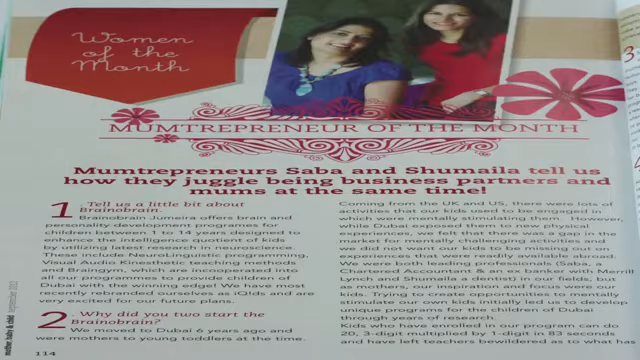 Women
of the
Month
MUMTREPRENEUR OF THE MONTH
Mumtrepreneurs Saba and Shumaila tell us
how they juggle being business partners and
mums at the same time!
1 Tell us a little bit about
Brainobrain.
Brainobrain Jumeira offers brain and
personality development programes for
children between 1 to 14 years designed to
enhance the intelligence quotient of kids
by utilizing latest research in neuroscience.
These include NeuroLinguistic programming,
Visual Audio Kinesthetic teaching methods
and Braingym, which are incooperated into
all our programmes to provide children of
Dubai with the winning edge! We have most
recently rebranded ourselves as iQids and are
very excited for our future plans.
2 . Why did you two start the
Brainobrain?
We moved to Dubai 6 years ago and
were mothers to young toddlers at the time.
Coming from the UK and US, there were lots of
activities that our kids used to be engaged in
which were mentally stimulating them. However,
while Dubai exposed them to new physical
experiences, we felt that there was a gap in the
market for mentally challenging activities and
we did not want our kids to be missing out on
experiences that were readily available abroad.
We were both leading professionals (Saba, a
Chartered Accountant & an ex banker with Merrill
Lynch and Shumaila a dentist) in our fields, but
as mothers, our inspiration and focus were our
kids. Trying to create opportunities to mentally
stimulate our own kids initially led us to develop
unique programs for the children of Dubai
through years of research.
Kids who have enrolled in our program can do
20, 3-digit multiplied by 1-digit in 83 seconds
and have left teachers bewildered as to what has
114
mother, baby & child september 2012
3